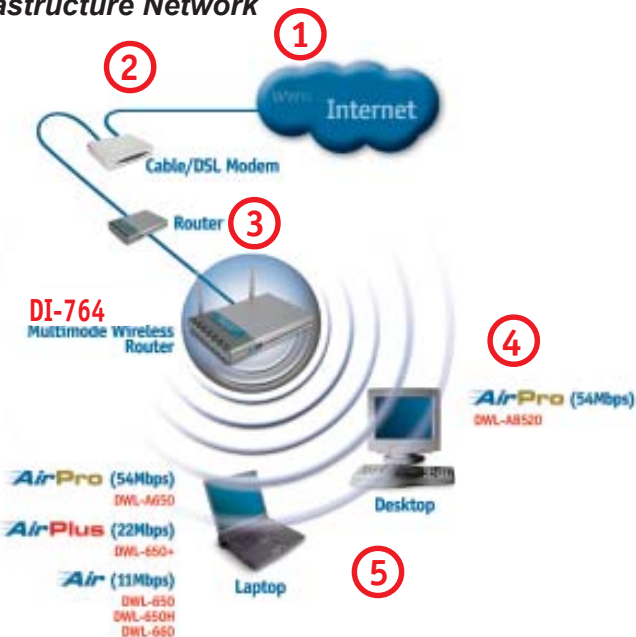 astructure Network
1
2
www.
Internet
Cable/DSL Modem
Router
3
DI-764
Multimode Wireless
Router
4
AirPro (54Mbps)
DWL-AB520
Desktop
AirPro (54Mbps)
DWL-A650
AirPlus (22Mbps)
DWL-650+
Air (11Mbps)
DWL-650
DWL-650H
DWL-660
Laptop
5